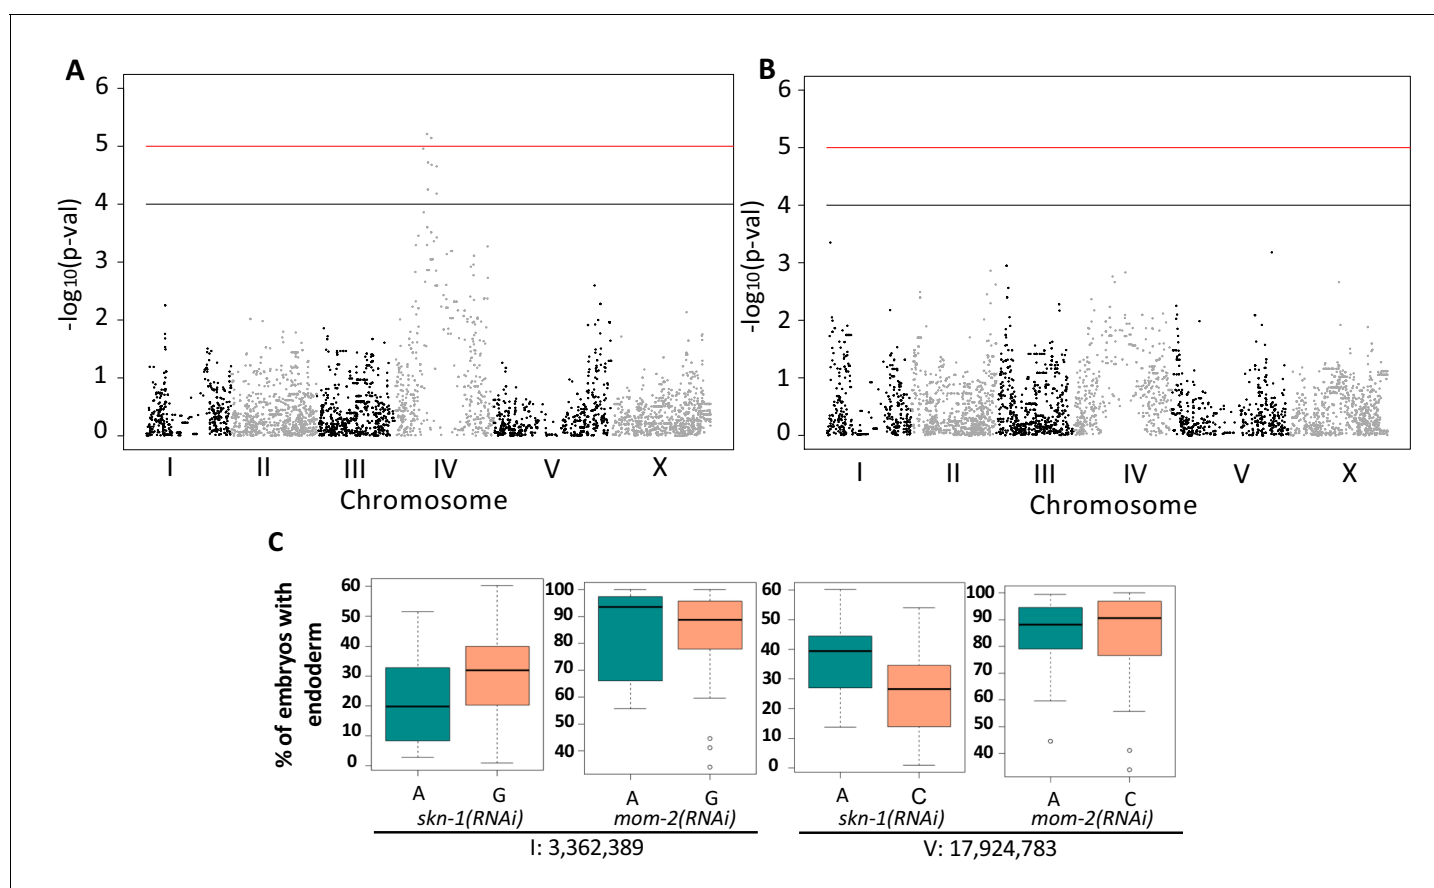 A
6
5
4
3
2
1
0
-log10(p-val)
I II III IV V X
Chromosome
B
6
5
4
3
2
1
0
-log10(p-val)
I II III IV V X
Chromosome
C
% of embryos with
endoderm
60
50
40
30
20
10
0
A G
skn-1(RNAi)
100
90
80
70
60
50
40
A G
mom-2(RNAi)
I: 3,362,389
60
50
40
30
20
10
0
A C
skn-1(RNAi)
100
90
80
70
60
50
40
A C
mom-2(RNAi)
V: 17,924,783